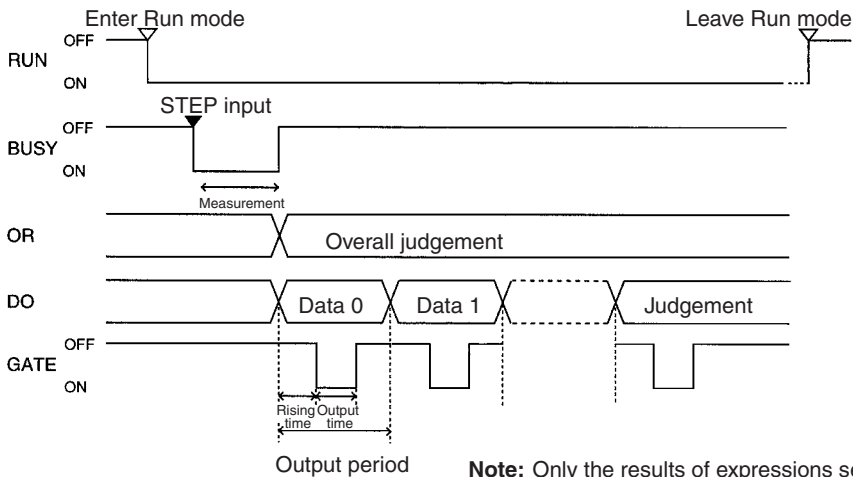 Enter Run mode
Leave Run mode
RUN
OFF
ON
STEP input
BUSY
OFF
ON
Measurement
OR
Overall judgement
DO
Data 0
Data 1
Judgement
GATE
OFF
ON
Rising time
Output time
Output period
Note: Only the results of expressions se